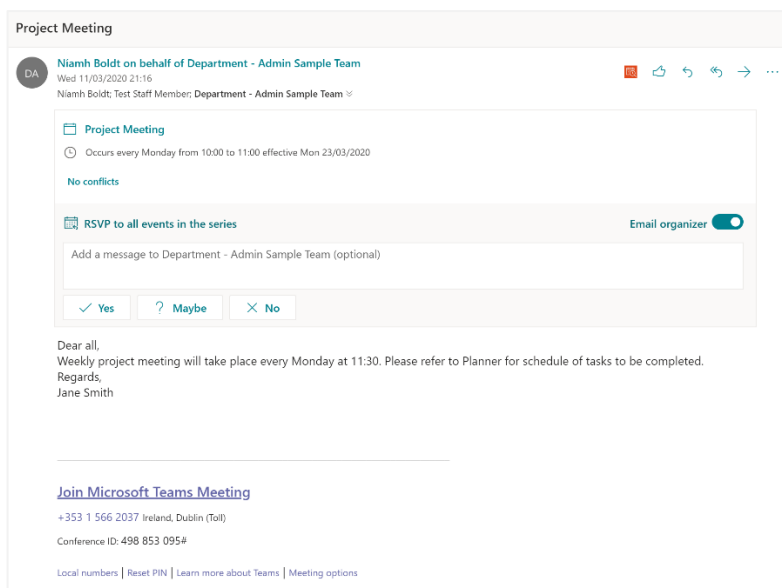 Project Meeting
DA
Niamh Boldt on behalf of Department - Admin Sample Team
Wed 11/03/2020 21:16
Niamh Boldt; Test Staff Member; Department - Admin Sample Team
Project Meeting
Occurs every Monday from 10:00 to 11:00 effective Mon 23/03/2020
No conflicts
RSVP to all events in the series
Email organizer
Add a message to Department - Admin Sample Team (optional)
Yes
? Maybe
No
Dear all,
Weekly project meeting will take place every Monday at 11:30. Please refer to Planner for schedule of tasks to be completed.
Regards,
Jane Smith
Join Microsoft Teams Meeting
+353 1 566 2037 Ireland, Dublin (Toll)
Conference ID: 498 853 095#
Local numbers | Reset PIN | Learn more about Teams | Meeting options